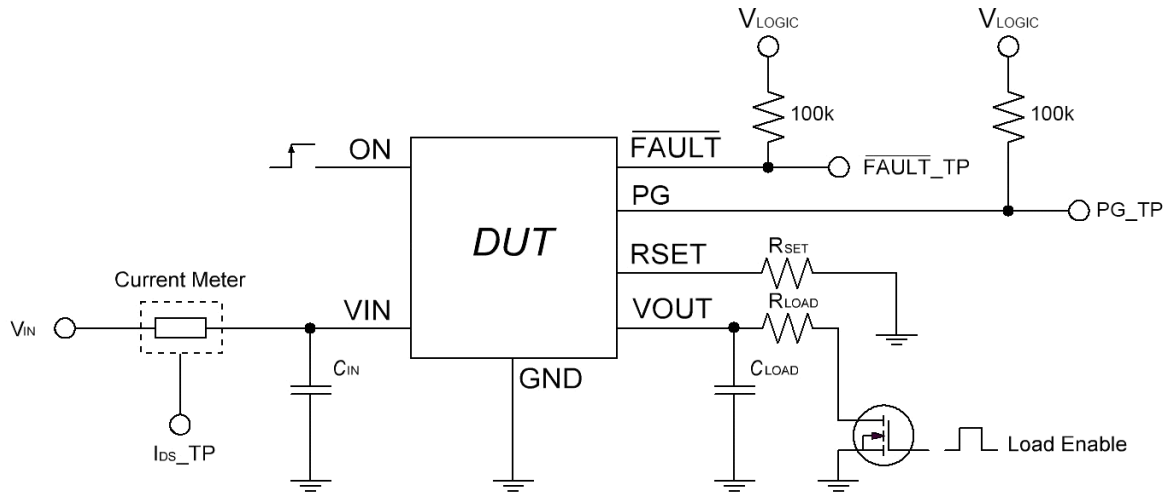 VLOGIC
VLOGIC
100k
100k
ON
FAULT
FAULT_TP
PG
PG_TP
DUT
RSET
RSET
Current Meter
VIN
VIN
VOUT
RLOAD
CIN
GND
CLOAD
IDS_TP
Load Enable